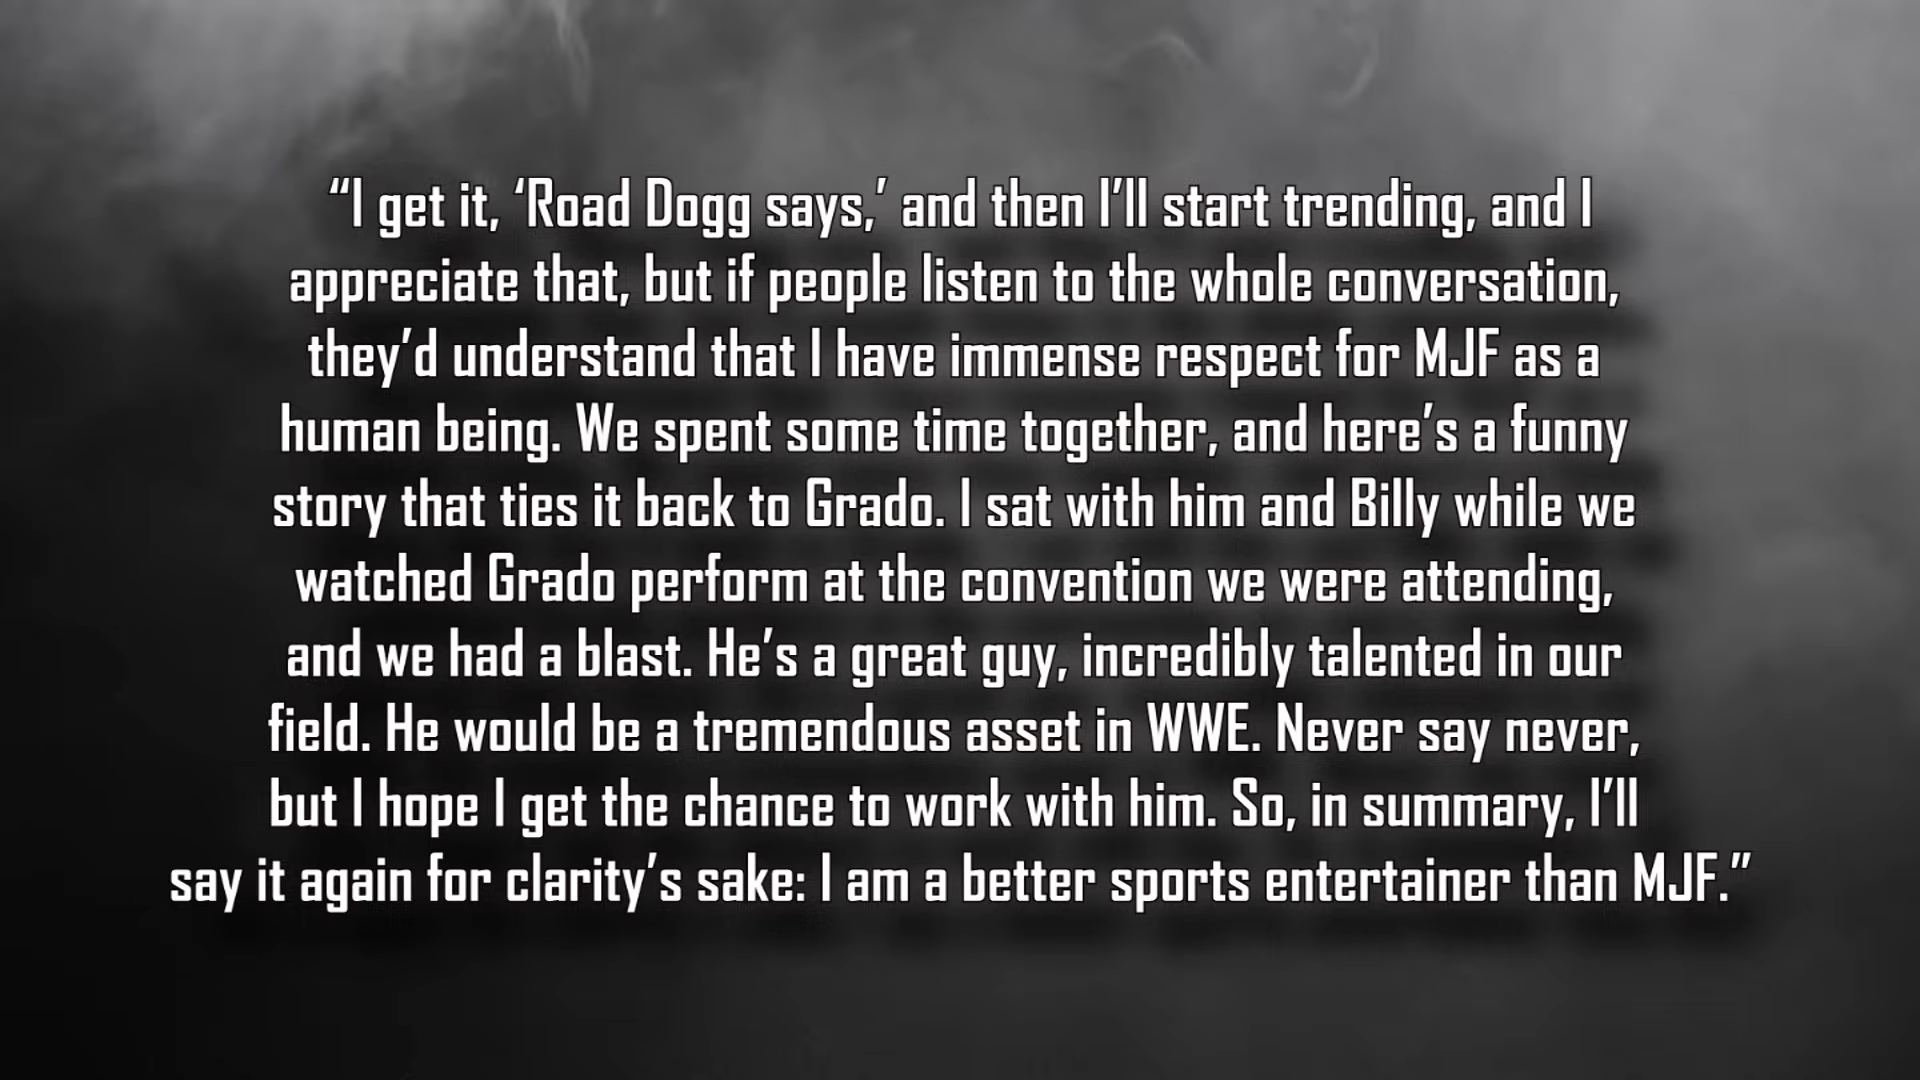 “I get it, ‘Road Dogg says,’ and then I’ll start trending, and I
appreciate that, but if people listen to the whole conversation,
they’d understand that I have immense respect for MJF as a
human being. We spent some time together, and here’s a funny
story that ties it back to Grado. I sat with him and Billy while we
watched Grado perform at the convention we were attending,
and we had a blast. He’s a great guy, incredibly talented in our
field. He would be a tremendous asset in WWE. Never say never,
but I hope I get the chance to work with him. So, in summary, I’ll
say it again for clarity’s sake: I am a better sports entertainer than MJF.”